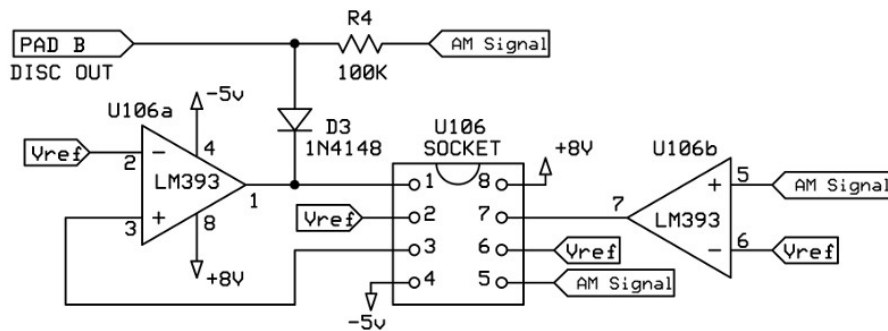 R4
PAD B
AM Signal
DISC OUT
100K
U106a
-5v
4
D3
1N4148
U106
SOCKET
+8V
U106b
Vref
2
-
LM393
1
3
+
8
+8V
1
8
Vref
2
7
3
6
Vref
4
5
AM Signal
-5v
7
+
5
AM Signal
LM393
-
6
Vref